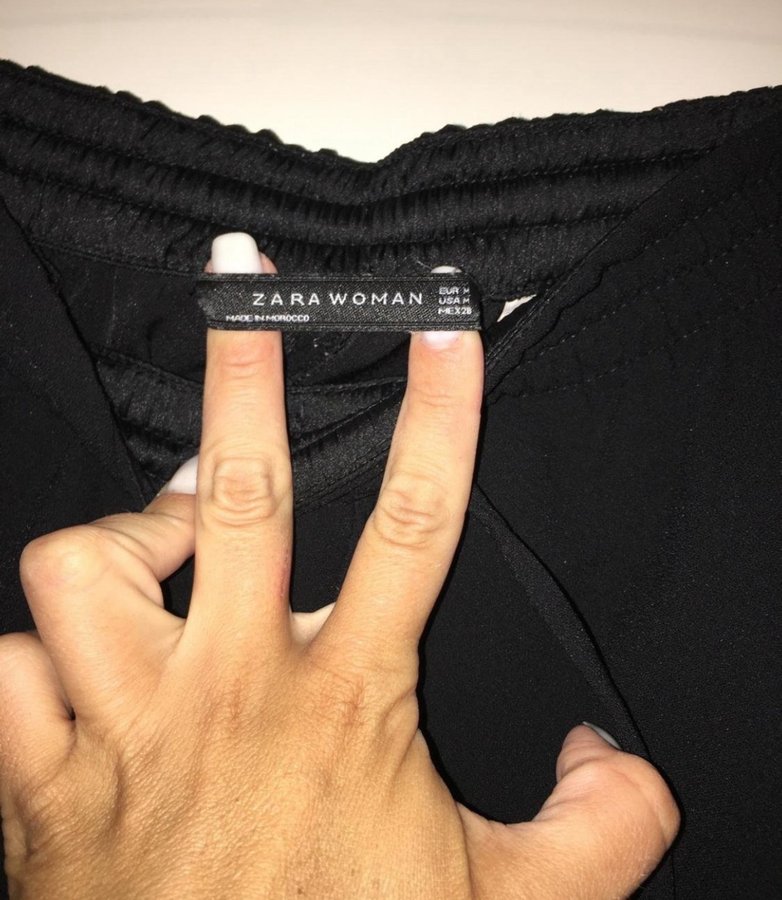 ZARA WOMAN
MADE IN MOROCCO
EUR M
USA M
MEX 28